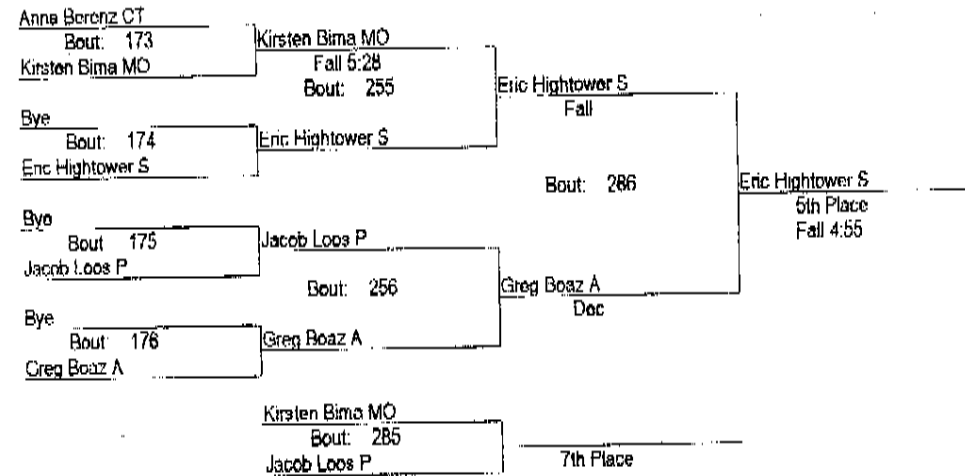 Anna Berenz CT
Bout: 173
Kirsten Bima MO
Kirsten Bima MO
Fall 5:28
Bout: 255
Bye
Bout: 174
Eric Hightower S
Eric Hightower S
Eric Hightower S
Fall
Bout: 286
Eric Hightower S
5th Place
Fall 4:55
Bye
Bout 175
Jacob Loos P
Jacob Loos P
Bout: 256
Greg Boaz A
Dec
Bye
Bout: 176
Greg Boaz A
Greg Boaz A
Kirsten Bima MO
Bout: 285
Jacob Loos P
7th Place